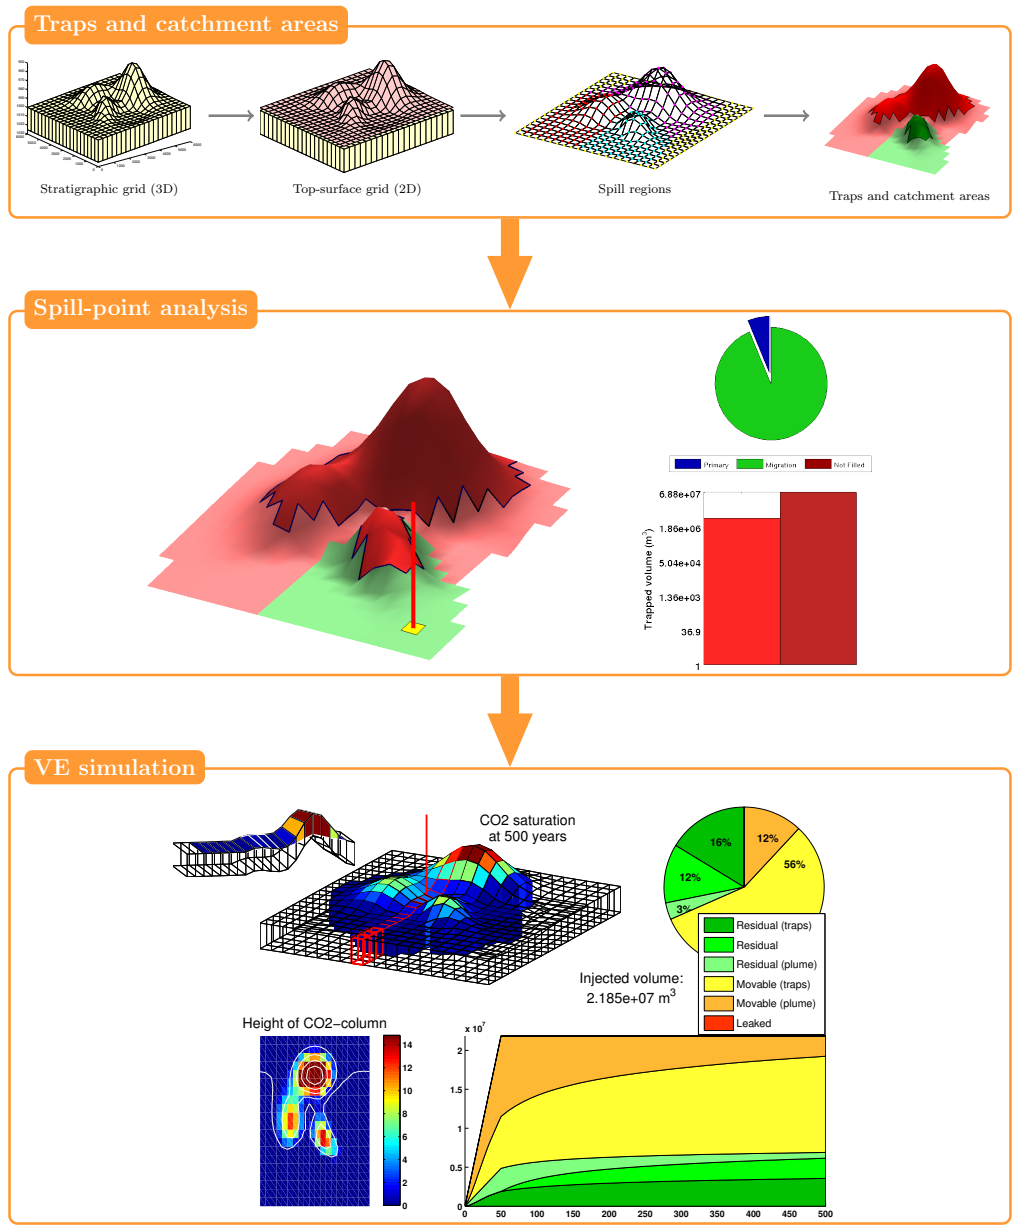 Traps and catchment areas
Stratigraphic grid (3D)
Top-surface grid (2D)
Spill regions
Traps and catchment areas
Spill-point analysis
Primary
Migration
Not Filled
Trapped volume (m³)
6.88e+07
1.86e+06
5.04e+04
1.36e+03
36.9
1
VE simulation
CO2 saturation
at 500 years
16%
12%
56%
12%
3%
Residual (traps)
Residual
Residual (plume)
Movable (traps)
Movable (plume)
Leaked
Injected volume:
2.185e+07 m³
Height of CO2−column
14
12
10
8
6
4
2
0
x 10⁷
2
1.5
1
0.5
0
0 50 100 150 200 250 300 350 400 450 500